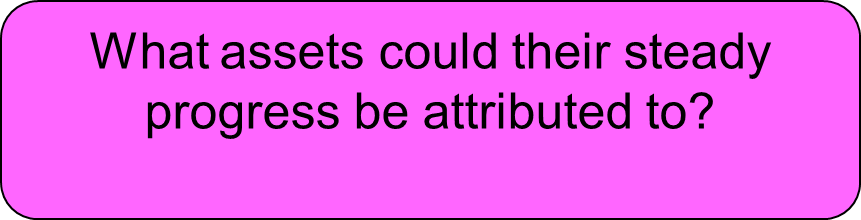 What assets could their steady
progress be attributed to?